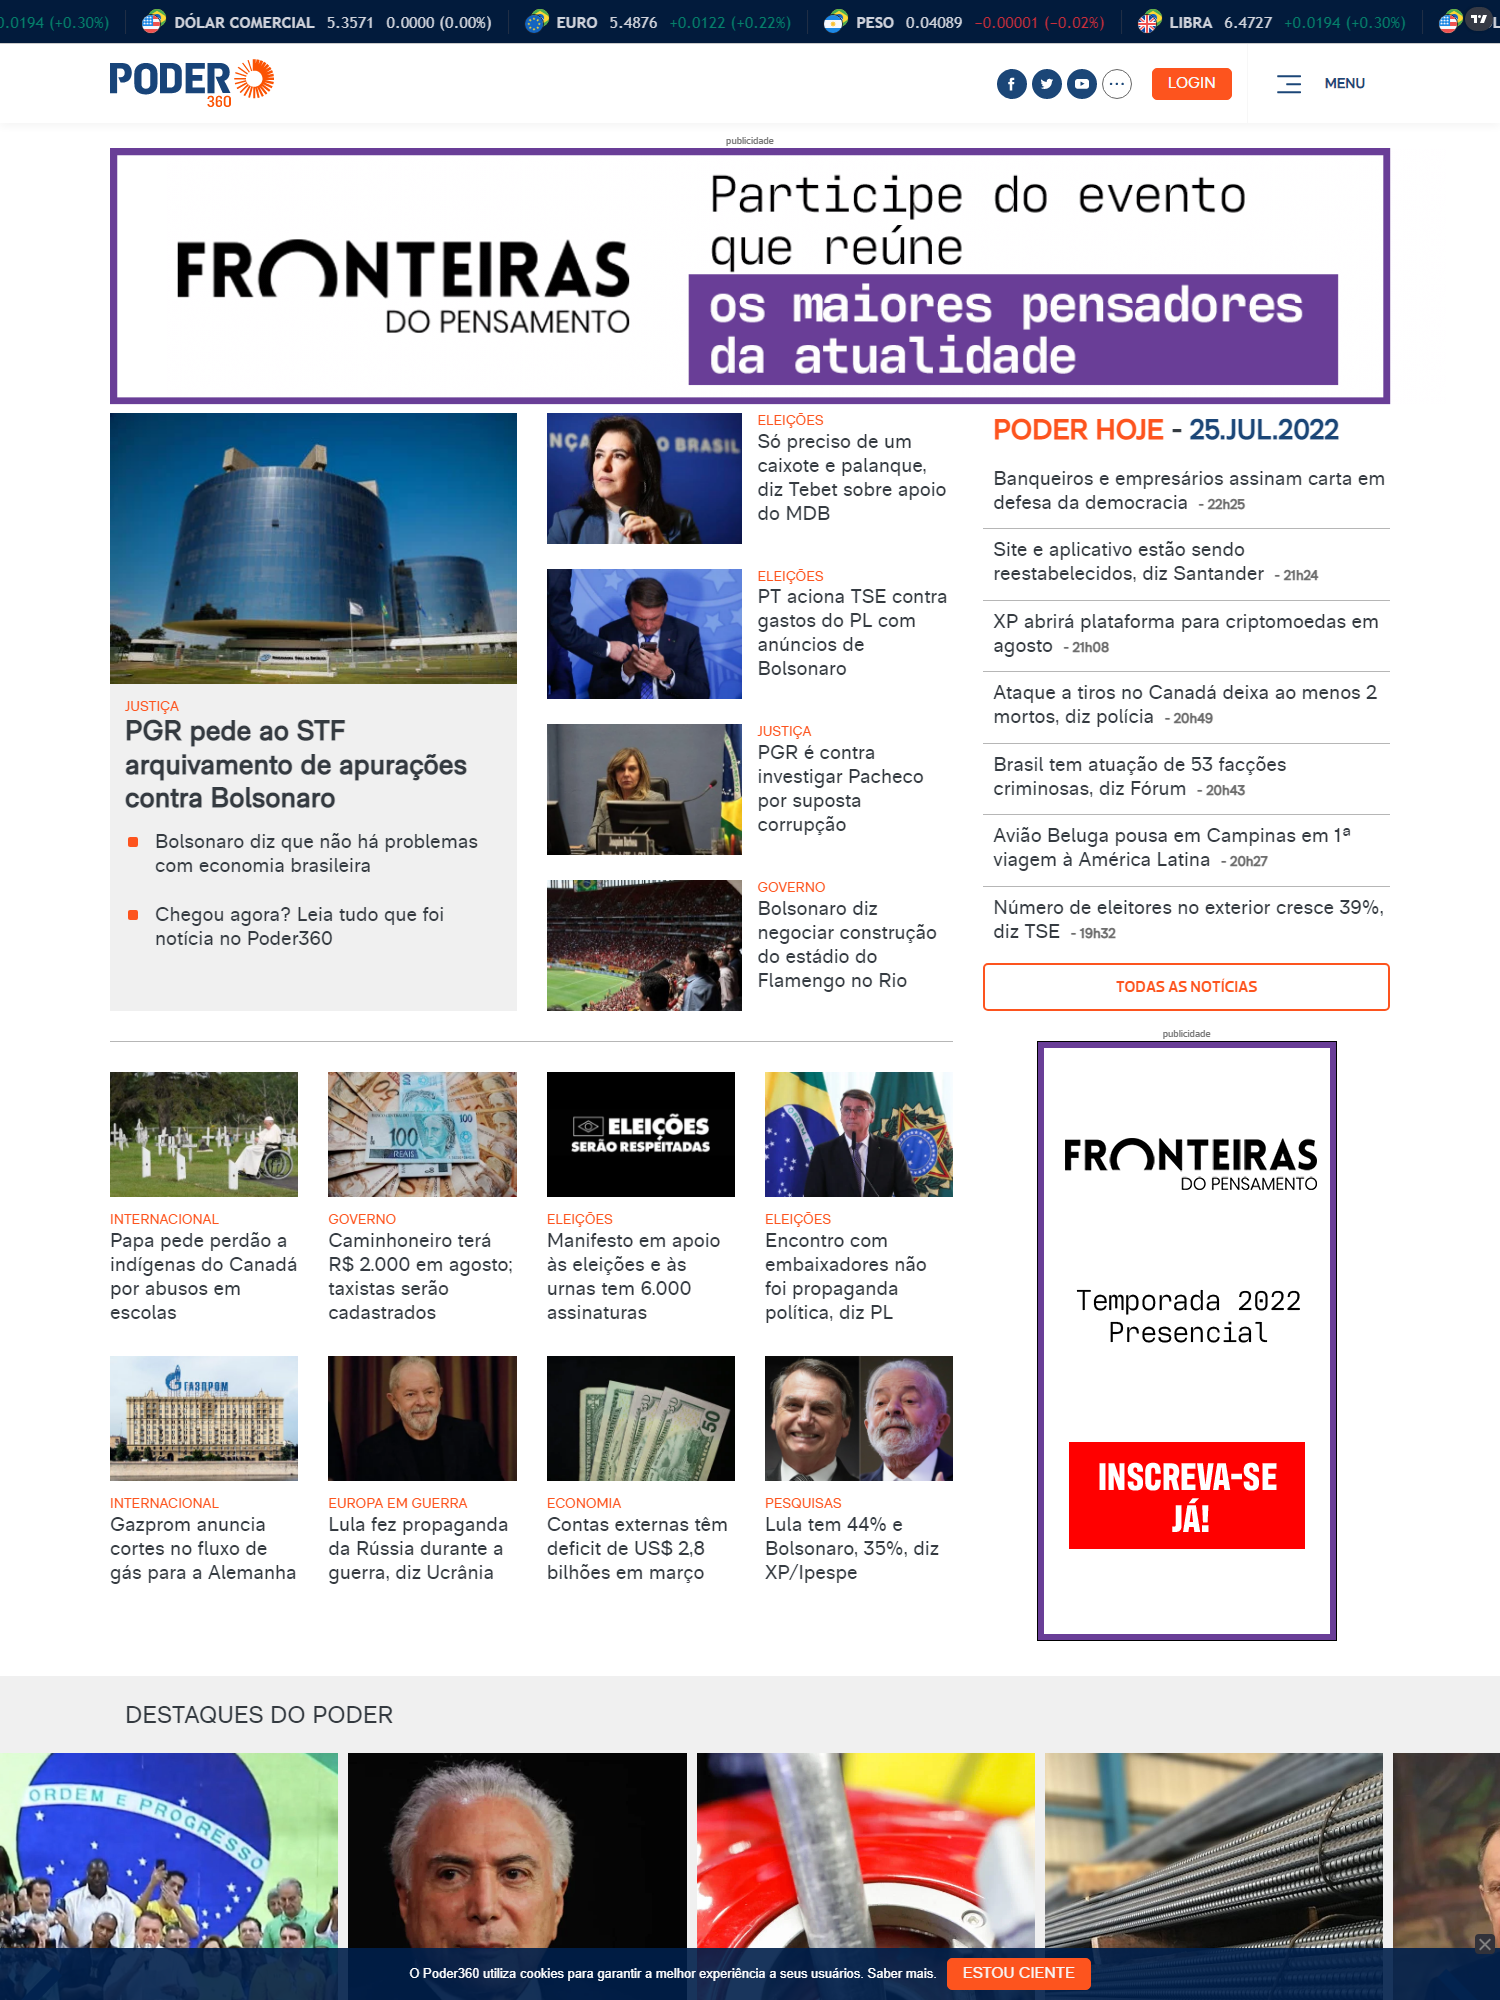 0.0194 (+0.30%) DÓLAR COMERCIAL 5.3571 0.0000 (0.00%) EURO 5.4876 +0.0122 (+0.22%) PESO 0.04089 −0.00001 (−0.02%) LIBRA 6.4727 +0.0194 (+0.30%)
PODER
360
LOGIN
MENU
publicidade
FRONTEIRAS
DO PENSAMENTO
Participe do evento
que reúne
os maiores pensadores
da atualidade
JUSTIÇA
PGR pede ao STF
arquivamento de apurações
contra Bolsonaro
Bolsonaro diz que não há problemas
com economia brasileira
Chegou agora? Leia tudo que foi
notícia no Poder360
NÇA O BRASIL
ELEIÇÕES
Só preciso de um
caixote e palanque,
diz Tebet sobre apoio
do MDB
ELEIÇÕES
PT aciona TSE contra
gastos do PL com
anúncios de
Bolsonaro
JUSTIÇA
PGR é contra
investigar Pacheco
por suposta
corrupção
GOVERNO
Bolsonaro diz
negociar construção
do estádio do
Flamengo no Rio
PODER HOJE - 25.JUL.2022
Banqueiros e empresários assinam carta em
defesa da democracia - 22h25
Site e aplicativo estão sendo
reestabelecidos, diz Santander - 21h24
XP abrirá plataforma para criptomoedas em
agosto - 21h08
Ataque a tiros no Canadá deixa ao menos 2
mortos, diz polícia - 20h49
Brasil tem atuação de 53 facções
criminosas, diz Fórum - 20h43
Avião Beluga pousa em Campinas em 1ª
viagem à América Latina - 20h27
Número de eleitores no exterior cresce 39%,
diz TSE - 19h32
TODAS AS NOTÍCIAS
publicidade
FRONTEIRAS
DO PENSAMENTO
Temporada 2022
Presencial
INSCREVA-SE
JÁ!
INTERNACIONAL
Papa pede perdão a
indígenas do Canadá
por abusos em
escolas
100
REAIS
100
GOVERNO
Caminhoneiro terá
R$ 2.000 em agosto;
taxistas serão
cadastrados
ELEIÇÕES
SERÃO RESPEITADAS
ELEIÇÕES
Manifesto em apoio
às eleições e às
urnas tem 6.000
assinaturas
ELEIÇÕES
Encontro com
embaixadores não
foi propaganda
política, diz PL
ГАЗПРОМ
INTERNACIONAL
Gazprom anuncia
cortes no fluxo de
gás para a Alemanha
EUROPA EM GUERRA
Lula fez propaganda
da Rússia durante a
guerra, diz Ucrânia
50
ECONOMIA
Contas externas têm
deficit de US$ 2,8
bilhões em março
PESQUISAS
Lula tem 44% e
Bolsonaro, 35%, diz
XP/Ipespe
DESTAQUES DO PODER
ORDEM E PROGRESSO
O Poder360 utiliza cookies para garantir a melhor experiência a seus usuários. Saber mais.
ESTOU CIENTE